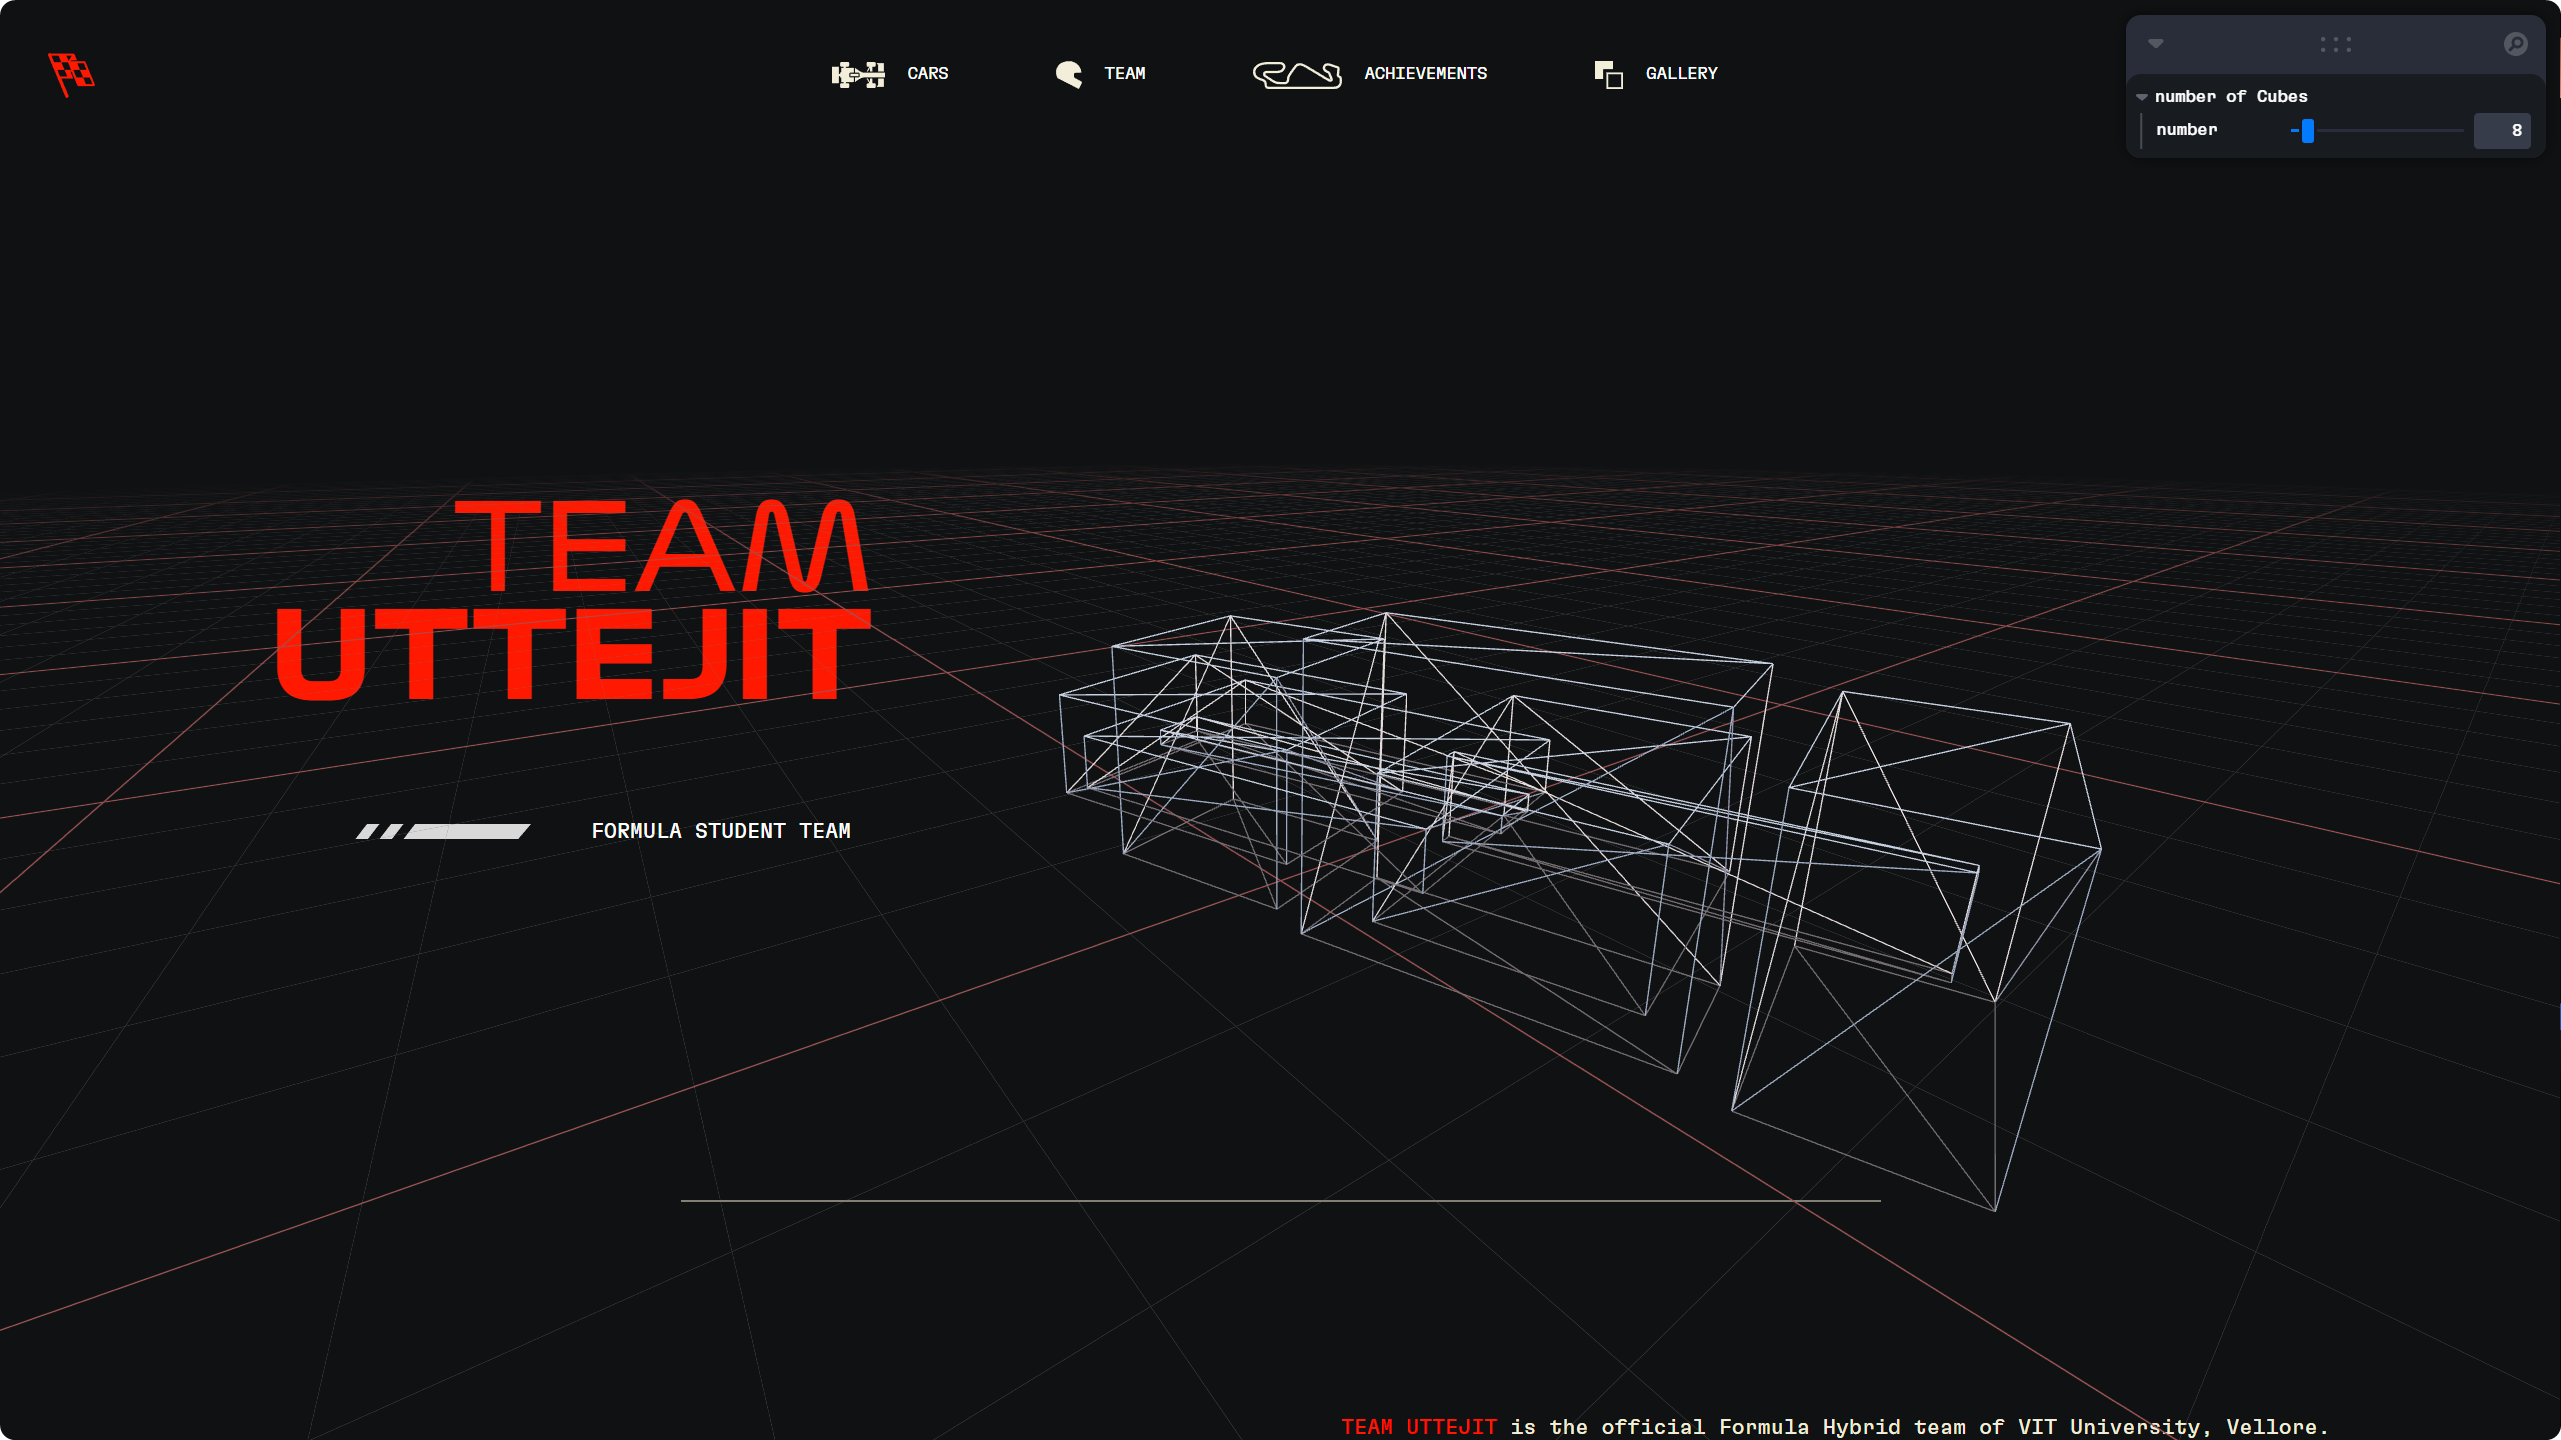 CARS
TEAM
ACHIEVEMENTS
GALLERY
number of Cubes
number
8
TEAM
UTTEJIT
FORMULA STUDENT TEAM
TEAM UTTEJIT is the official Formula Hybrid team of VIT University, Vellore.